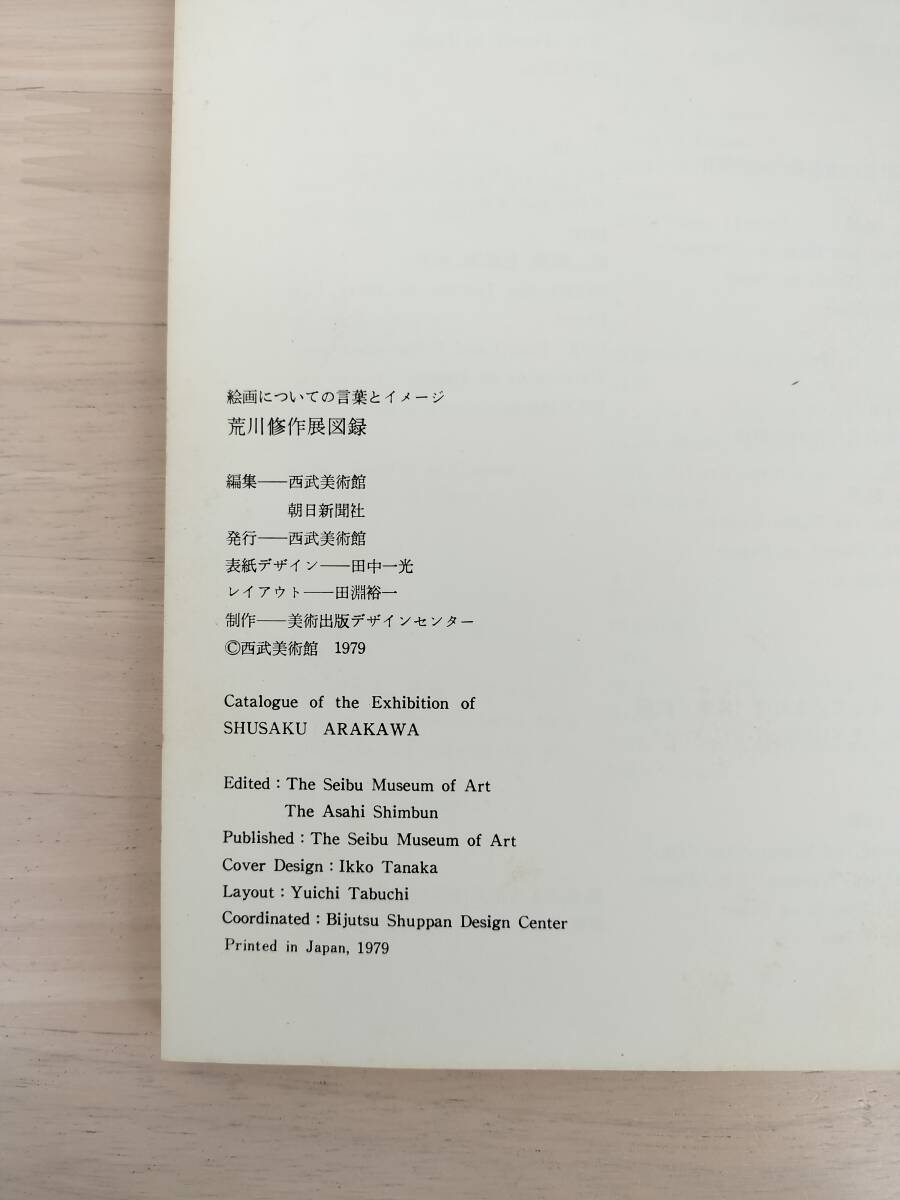 絵画についての言葉とイメージ
荒川修作展図録
編集——西武美術館
朝日新聞社
発行——西武美術館
表紙デザイン——田中一光
レイアウト——田淵裕一
制作——美術出版デザインセンター
©西武美術館 1979
Catalogue of the Exhibition of
SHUSAKU ARAKAWA
Edited : The Seibu Museum of Art
The Asahi Shimbun
Published : The Seibu Museum of Art
Cover Design : Ikko Tanaka
Layout : Yuichi Tabuchi
Coordinated : Bijutsu Shuppan Design Center
Printed in Japan, 1979